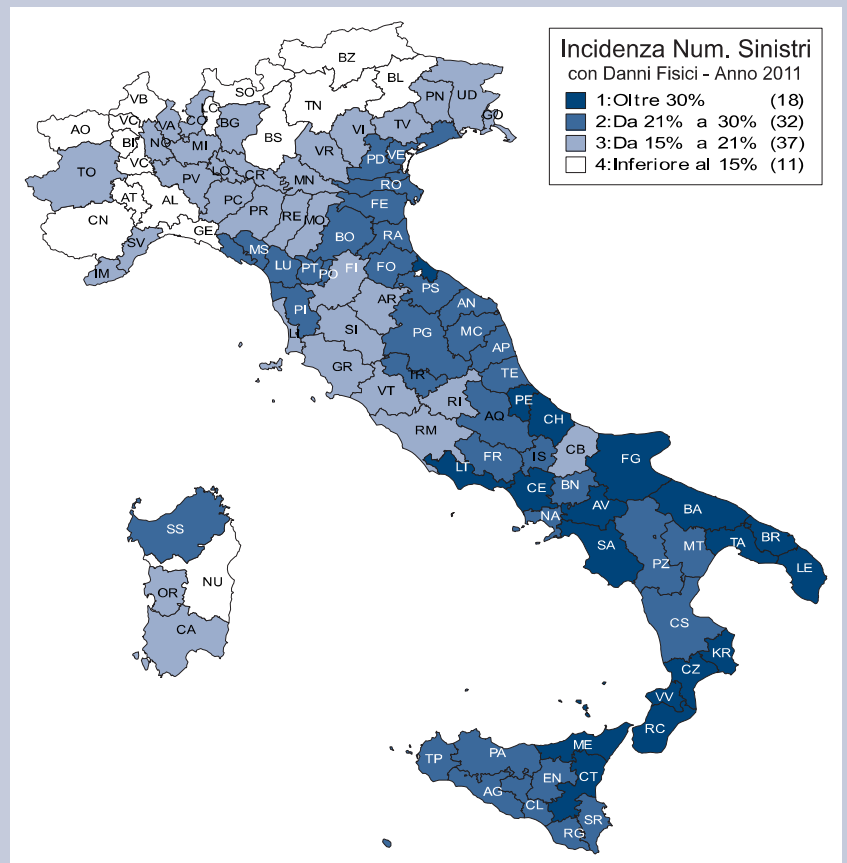 Incidenza Num. Sinistri
con Danni Fisici - Anno 2011
1:Oltre 30% (18)
2:Da 21% a 30% (32)
3:Da 15% a 21% (37)
4:Inferiore al 15% (11)
BZ
BL
SO
TN
PN
UD
GO
VB
VC
AO
VA
CO
LC
BG
BS
VI
TV
BI
NO
MI
VR
PD
VE
VC
TO
LO
CR
MN
RO
PV
AT
AL
PC
PR
RE
MO
FE
CN
GE
BO
RA
SV
IM
MS
LU
PT
PO
FI
FO
PS
PI
AR
AN
LI
SI
PG
MC
AP
GR
TR
TE
VT
RI
PE
AQ
CH
RM
FR
IS
CB
FG
LT
CE
BN
NA
AV
BA
SA
MT
TA
BR
PZ
LE
SS
NU
OR
CA
CS
KR
CZ
VV
RC
ME
TP
PA
EN
CT
AG
CL
SR
RG